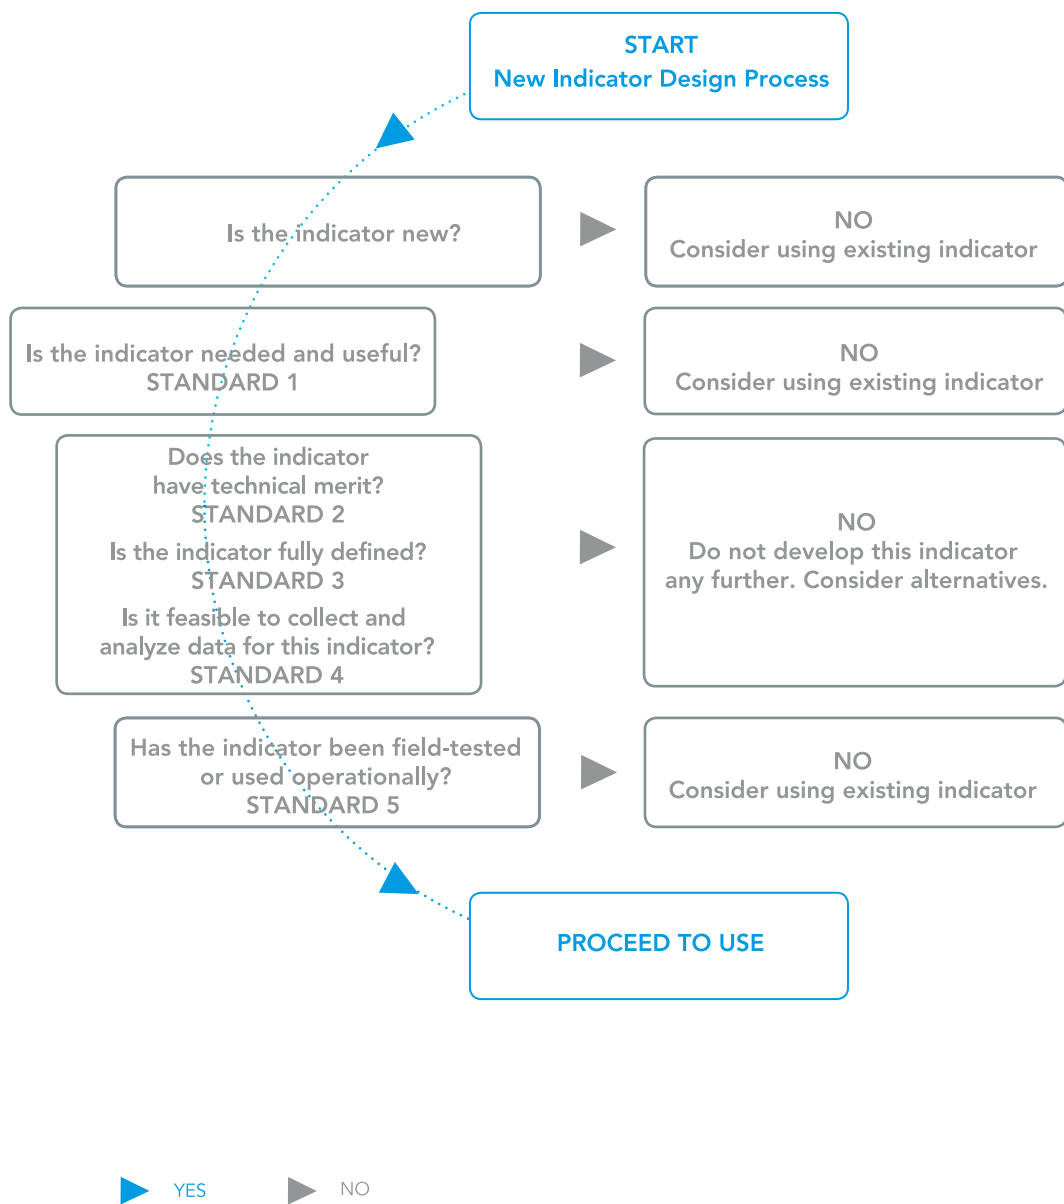 START
New Indicator Design Process
Is the indicator new?
NO
Consider using existing indicator
Is the indicator needed and useful?
STANDARD 1
NO
Consider using existing indicator
Does the indicator
have technical merit?
STANDARD 2
Is the indicator fully defined?
STANDARD 3
Is it feasible to collect and
analyze data for this indicator?
STANDARD 4
NO
Do not develop this indicator
any further. Consider alternatives.
Has the indicator been field-tested
or used operationally?
STANDARD 5
NO
Consider using existing indicator
PROCEED TO USE
YES
NO